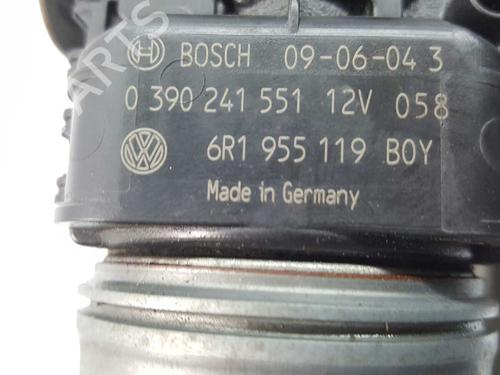 BOSCH 09-06-04 3
0 390 241 551 12V 058
6R1 955 119 BOY
Made in Germany